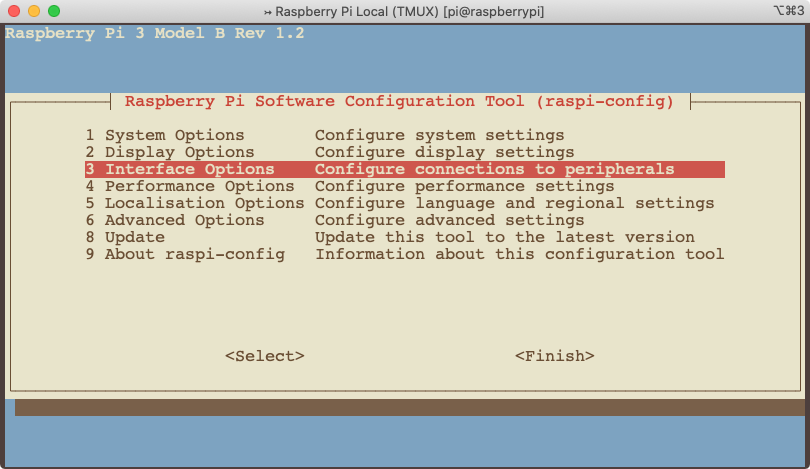 ↣ Raspberry Pi Local (TMUX) [pi@raspberrypi] ⌥⌘3
Raspberry Pi 3 Model B Rev 1.2
Raspberry Pi Software Configuration Tool (raspi-config)
1 System Options Configure system settings
2 Display Options Configure display settings
3 Interface Options Configure connections to peripherals
4 Performance Options Configure performance settings
5 Localisation Options Configure language and regional settings
6 Advanced Options Configure advanced settings
8 Update Update this tool to the latest version
9 About raspi-config Information about this configuration tool
<Select> <Finish>